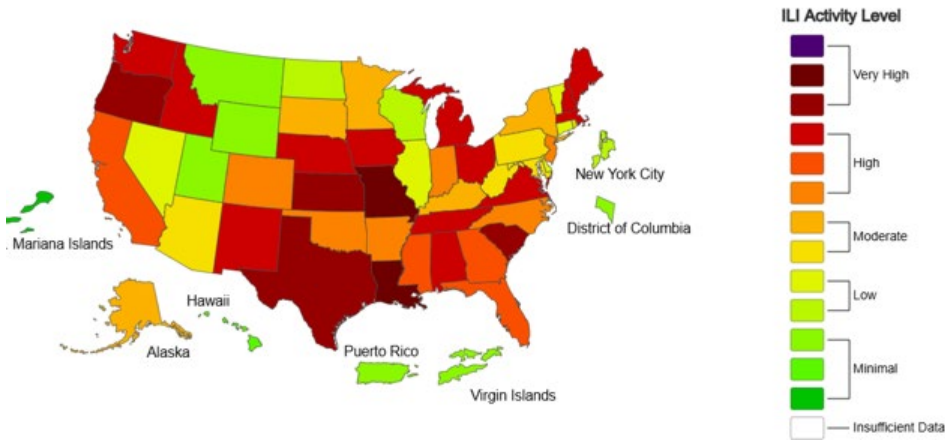 ILI Activity Level
Very High
High
Moderate
Low
Minimal
Insufficient Data
New York City
District of Columbia
. Mariana Islands
Hawaii
Alaska
Puerto Rico
Virgin Islands